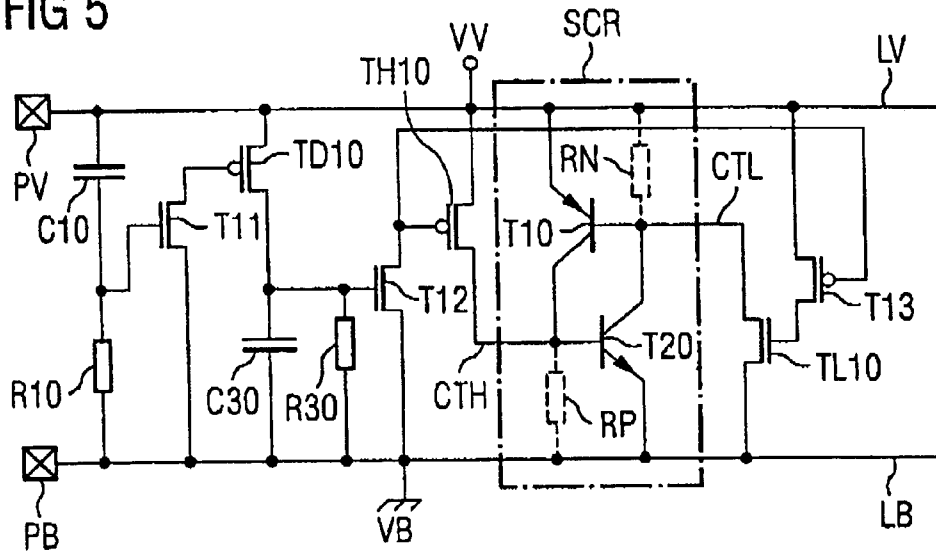 FIG 5
SCR
VV
LV
TH10
PV
TD10
RN
CTL
C10
T11
T10
T12
T13
T20
TL10
R10
C30
R30
CTH
RP
PB
VB
LB